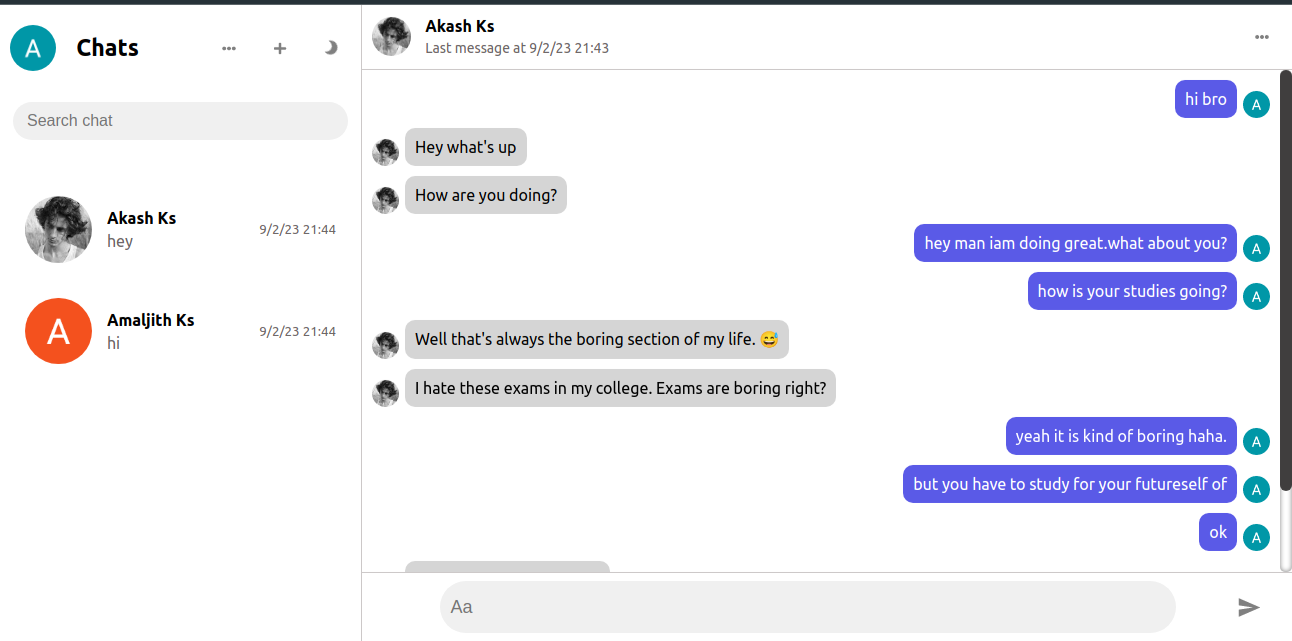 A
Chats
Search chat
Akash Ks
hey
9/2/23 21:44
A
Amaljith Ks
hi
9/2/23 21:44
Akash Ks
Last message at 9/2/23 21:43
hi bro
A
Hey what's up
How are you doing?
hey man iam doing great.what about you?
A
how is your studies going?
A
Well that's always the boring section of my life. 😅
I hate these exams in my college. Exams are boring right?
yeah it is kind of boring haha.
A
but you have to study for your futureself of
A
ok
A
Aa